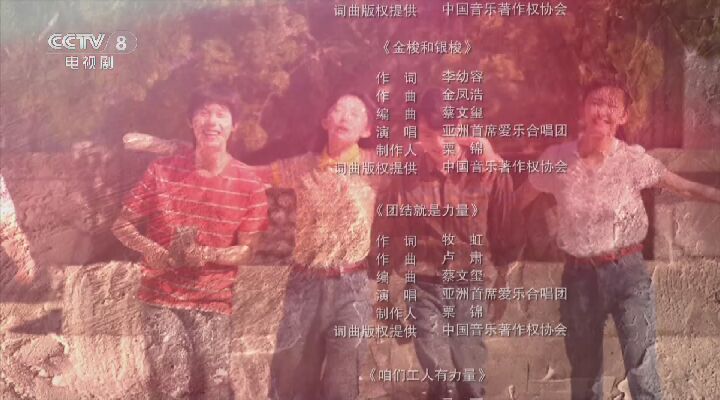 词曲版权提供 中国音乐著作权协会
CCTV 8
电视剧
《金梭和银梭》
作 词 李幼容
作 曲 金凤浩
编 曲 蔡文玺
演 唱 亚洲首席爱乐合唱团
制作人 栗 锦
词曲版权提供 中国音乐著作权协会
《团结就是力量》
作 词 牧 虹
作 曲 卢 肃
编 曲 蔡文玺
演 唱 亚洲首席爱乐合唱团
制作人 栗 锦
词曲版权提供 中国音乐著作权协会
《咱们工人有力量》